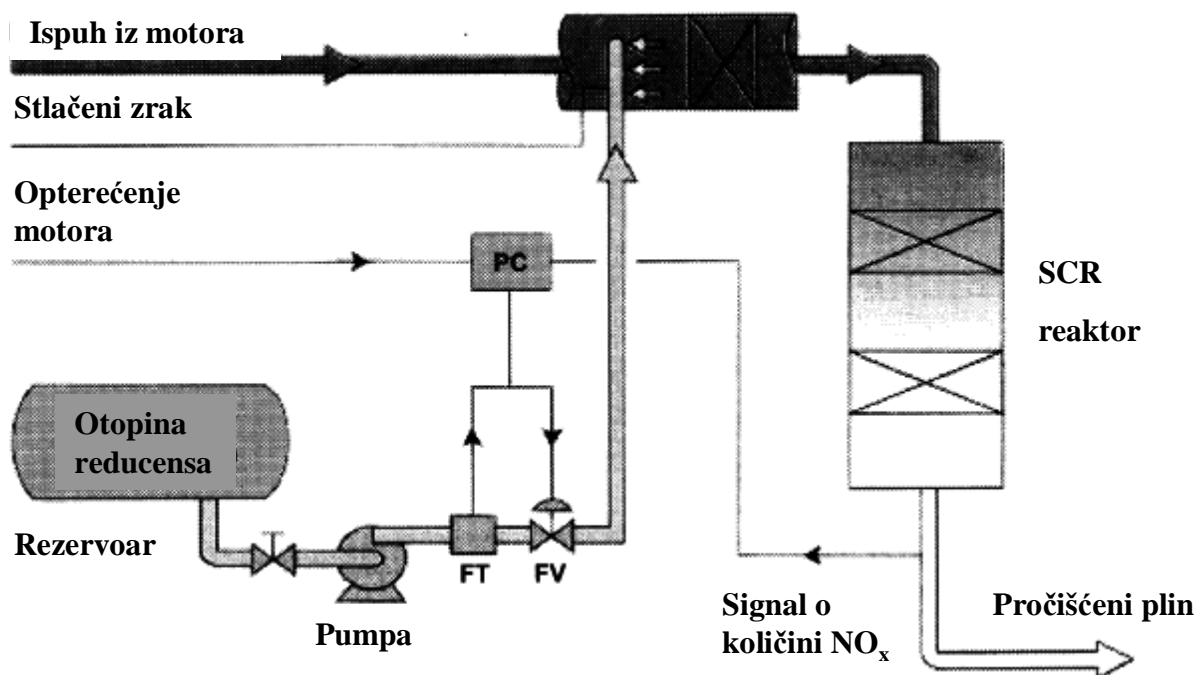 Ispuh iz motora
Stlačeni zrak
Opterećenje
motora
PC
SCR
reaktor
Otopina
reducensa
Rezervoar
FT
FV
Pumpa
Signal o
količini NOₓ
Pročišćeni plin